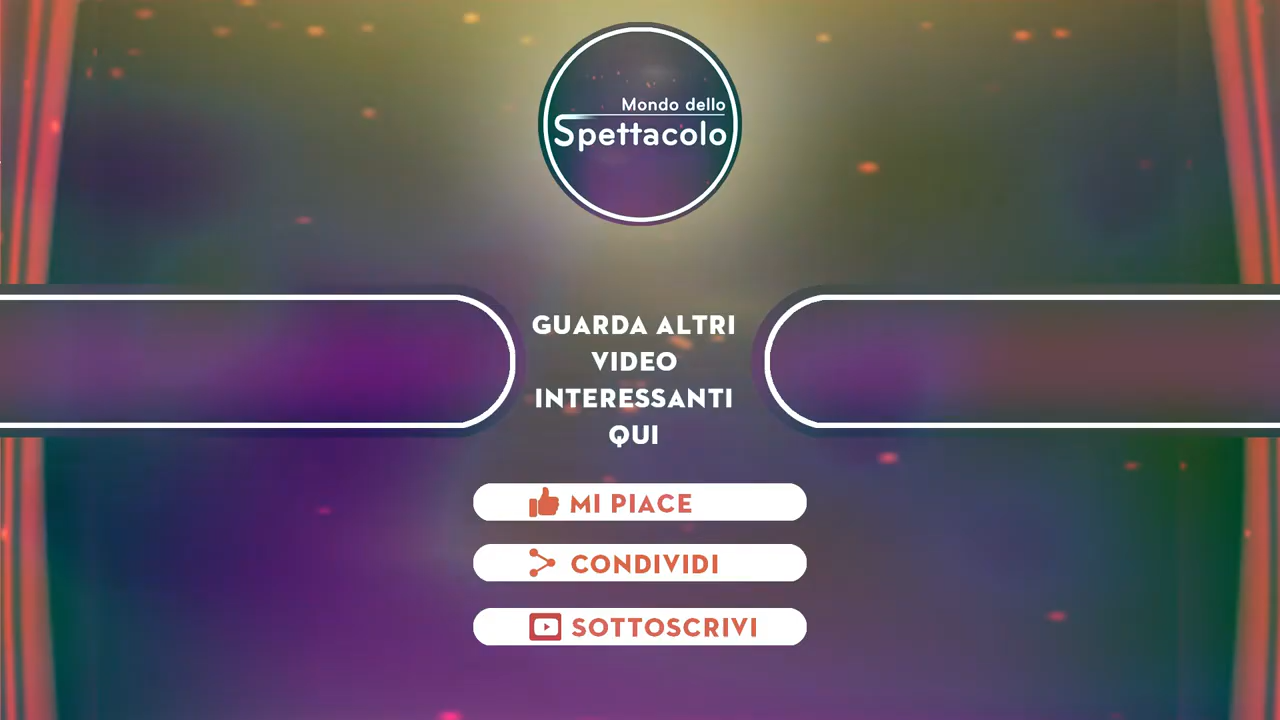 Mondo dello
Spettacolo
GUARDA ALTRI
VIDEO
INTERESSANTI
QUI
MI PIACE
CONDIVIDI
SOTTOSCRIVI